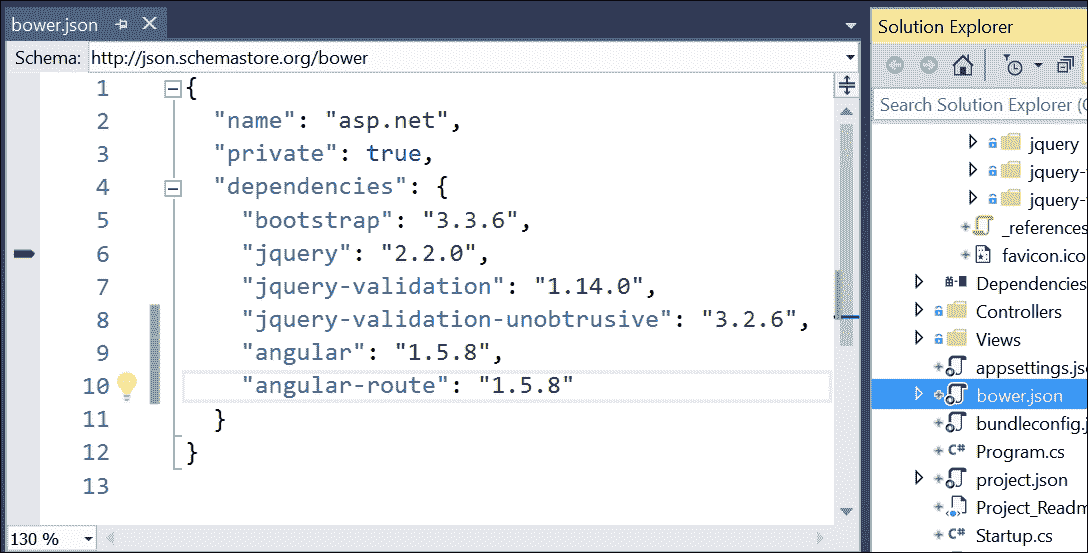 bower.json
Schema: http://json.schemastore.org/bower
1 {
2 "name": "asp.net",
3 "private": true,
4 "dependencies": {
5 "bootstrap": "3.3.6",
6 "jquery": "2.2.0",
7 "jquery-validation": "1.14.0",
8 "jquery-validation-unobtrusive": "3.2.6",
9 "angular": "1.5.8",
10 "angular-route": "1.5.8"
11 }
12 }
13
130 %
Solution Explorer
Search Solution Explorer (
jquery
jquery-
jquery-
_references
favicon.ico
Dependencies
Controllers
Views
appsettings.js
bower.json
bundleconfig.j
C# Program.cs
project.json
Project_Readm
C# Startup.cs